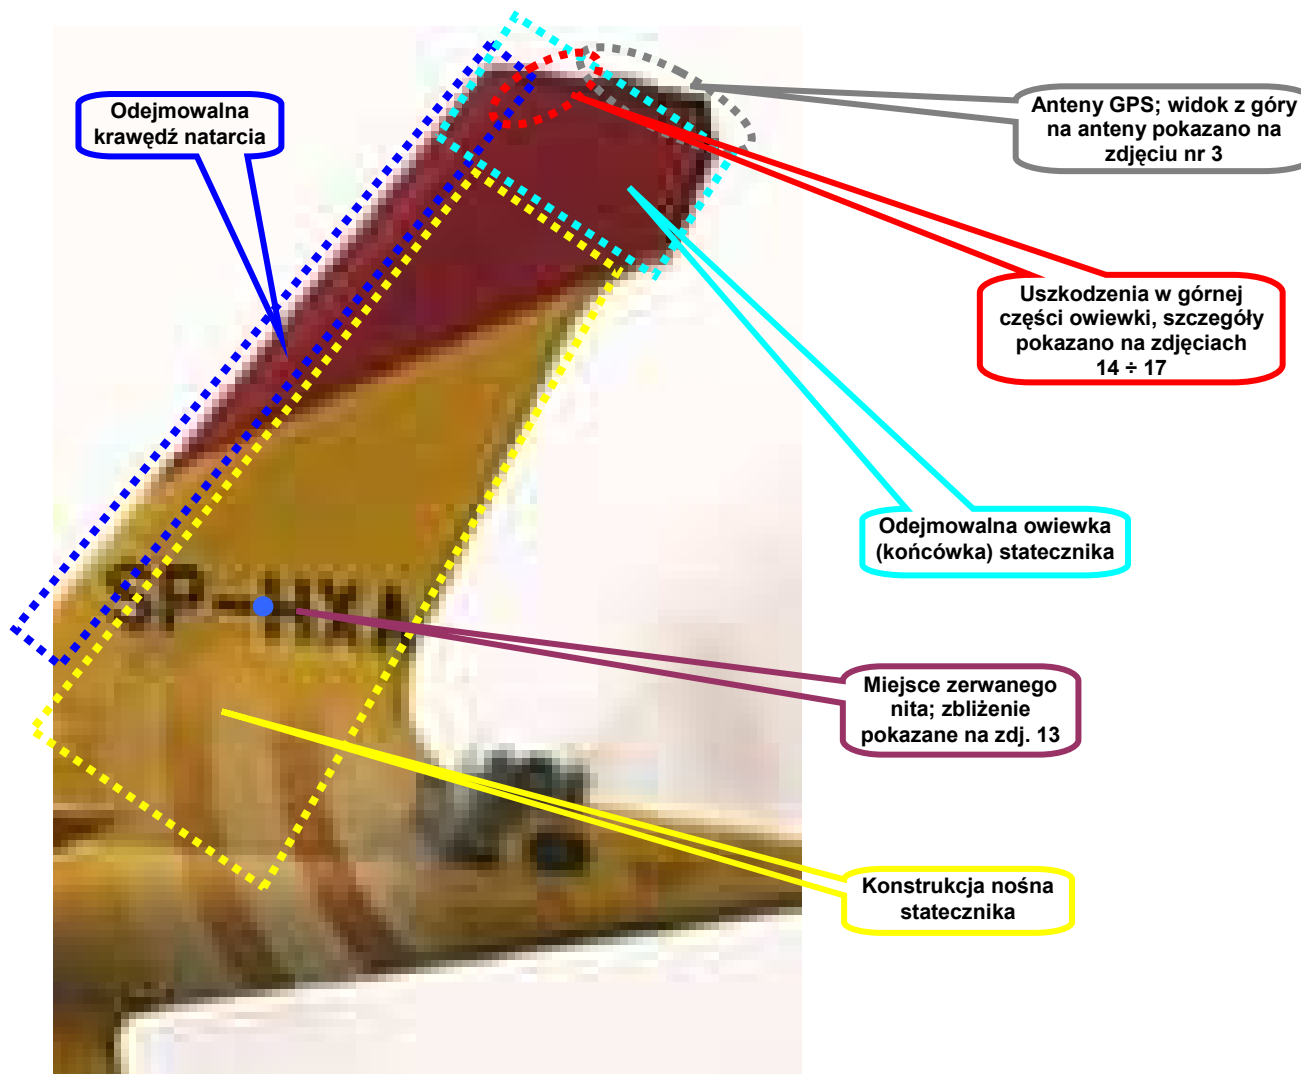 Odejmowalna
krawędź natarcia
Anteny GPS; widok z góry
na anteny pokazano na
zdjęciu nr 3
Uszkodzenia w górnej
części owiewki, szczegóły
pokazano na zdjęciach
14 ÷ 17
Odejmowalna owiewka
(końcówka) statecznika
SP-HXA
Miejsce zerwanego
nita; zbliżenie
pokazane na zdj. 13
Konstrukcja nośna
statecznika